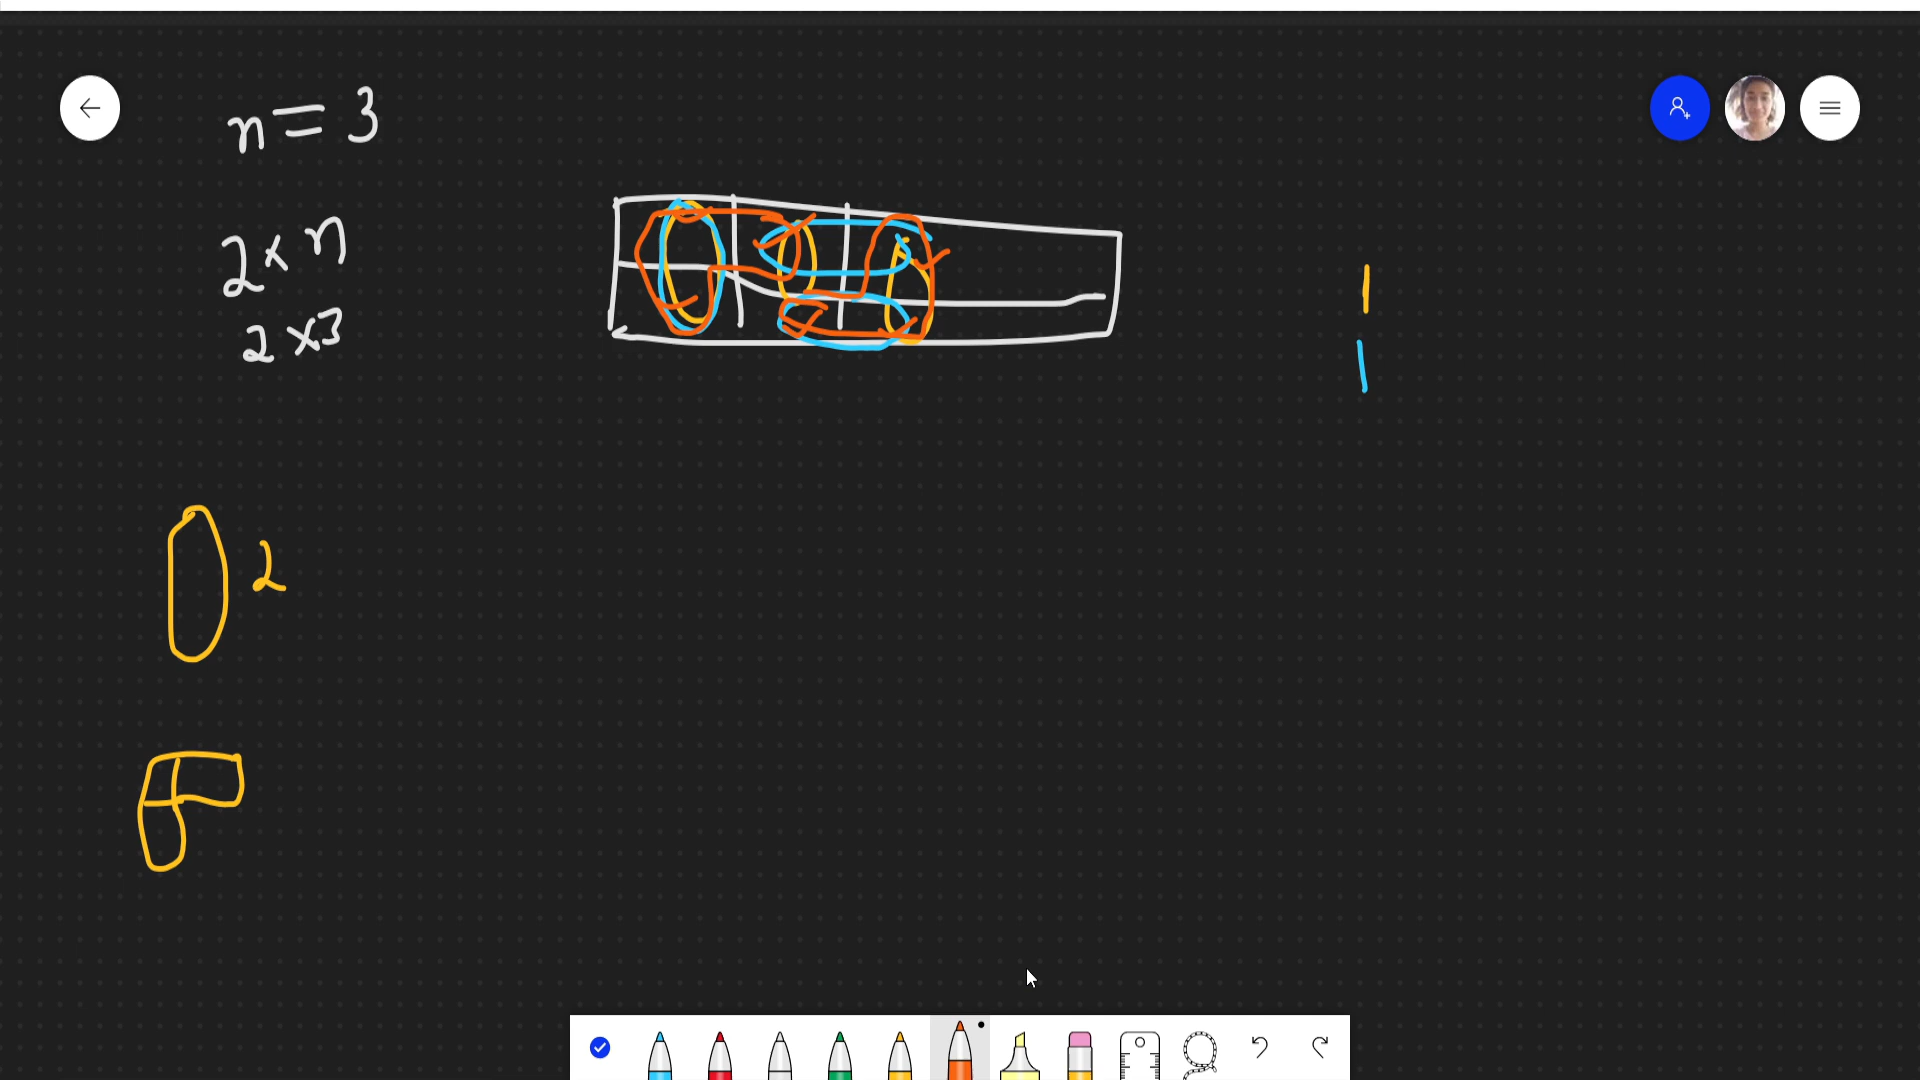 n = 3
2 × n
2 × 3
1
1
2